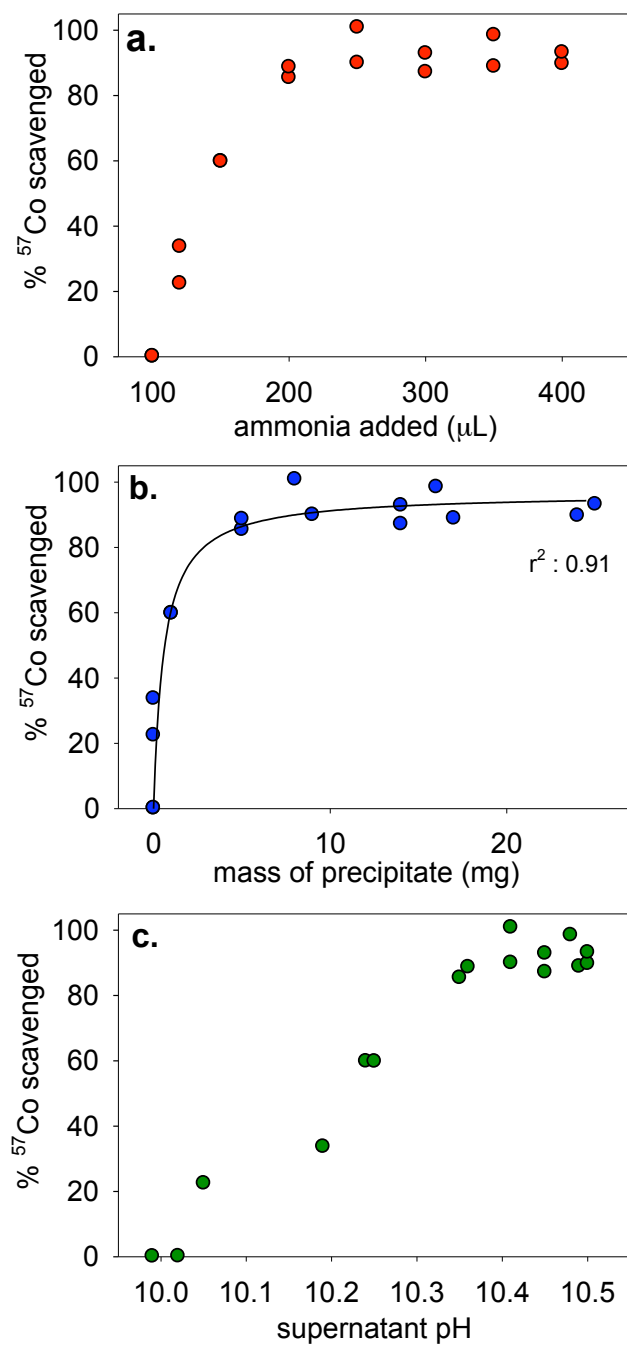 a.
% ⁵⁷Co scavenged
100
80
60
40
20
0
100 200 300 400
ammonia added (μL)
b.
% ⁵⁷Co scavenged
100
80
60
40
20
0
r² : 0.91
0 10 20
mass of precipitate (mg)
c.
% ⁵⁷Co scavenged
100
80
60
40
20
0
10.0 10.1 10.2 10.3 10.4 10.5
supernatant pH